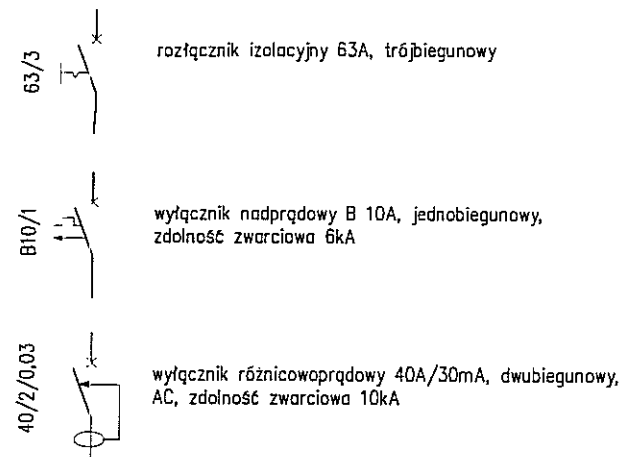 63/3
rozłącznik izolacyjny 63A, trójbiegunowy
B10/1
wyłącznik nadprądowy B 10A, jednobiegunowy,
zdolność zwarciowa 6kA
40/2/0,03
wyłącznik różnicowoprądowy 40A/30mA, dwubiegunowy,
AC, zdolność zwarciowa 10kA